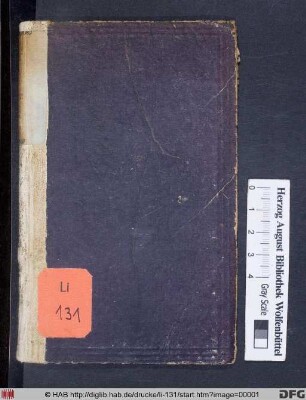 LI
131
Herzog August Bibliothek Wolfenbüttel
0 1 2 3 4
Gray Scale
© HAB http://diglib.hab.de/drucke/li-131/start.htm?image=00001
DFG